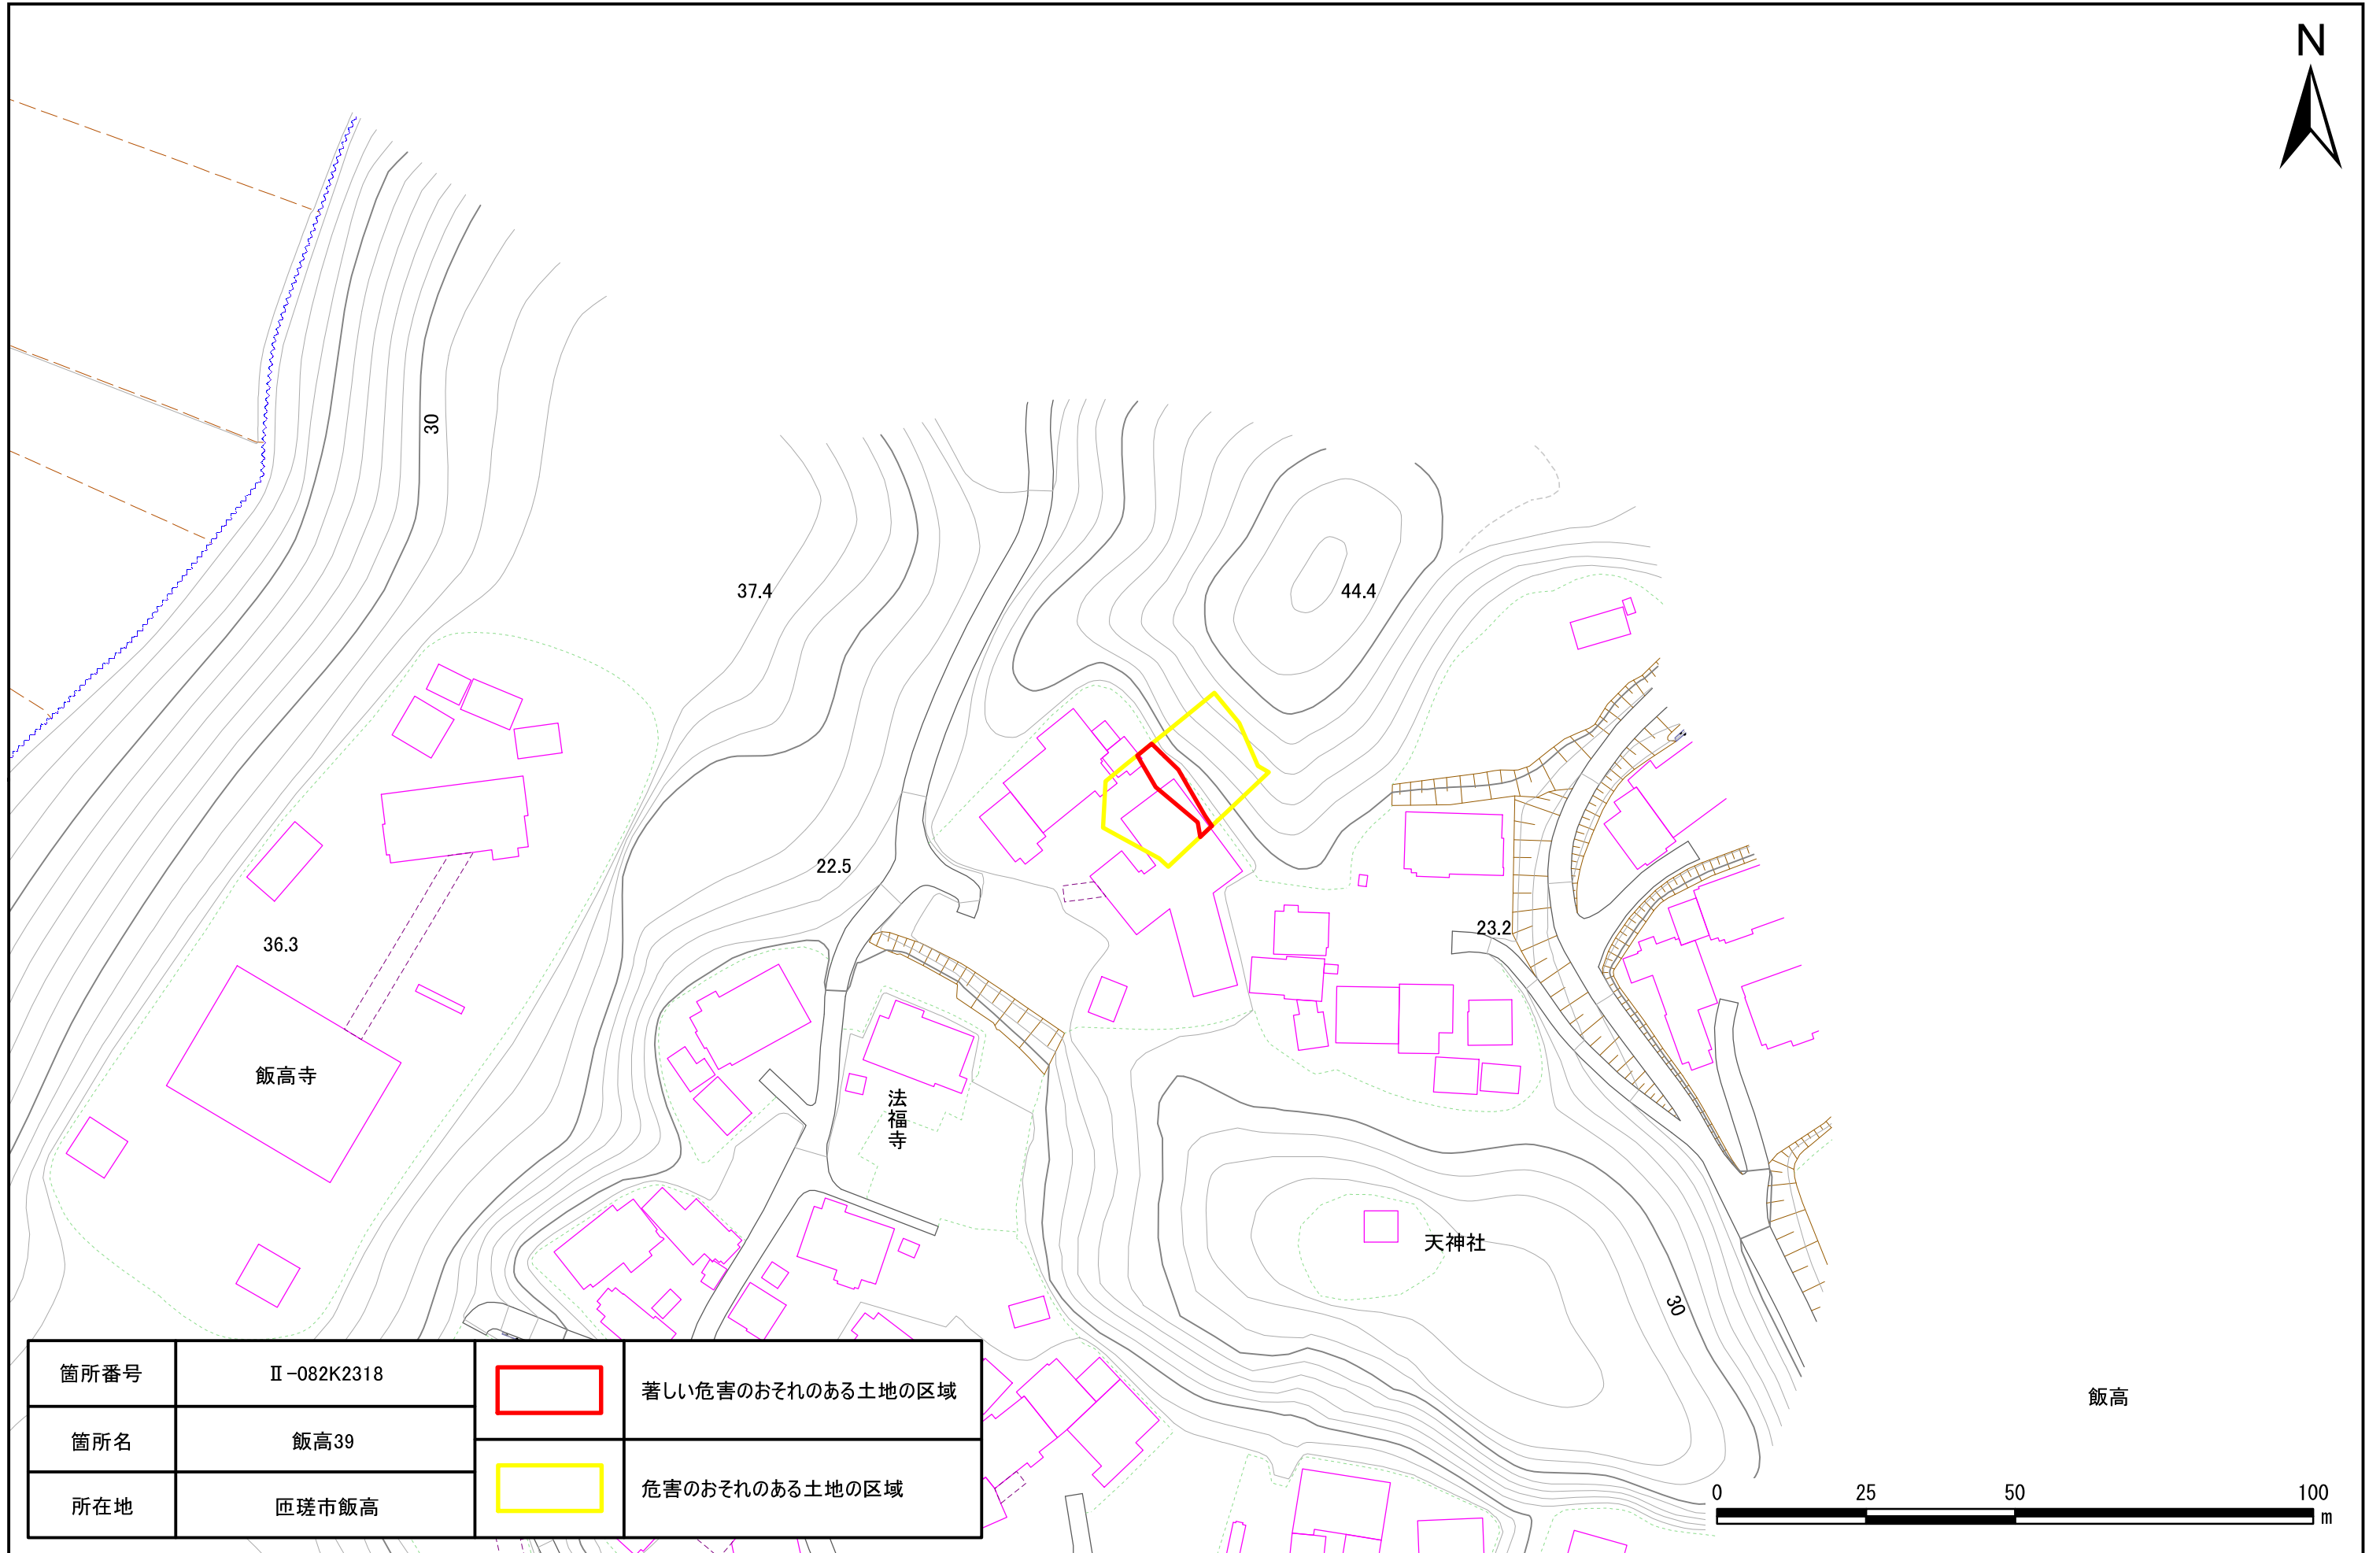 N
30
37.4
44.4
22.5
23.2
36.3
飯高寺
法福寺
天神社
30
飯高
箇所番号
Ⅱ-082K2318
箇所名
飯高39
所在地
匝瑳市飯高
著しい危害のおそれのある土地の区域
危害のおそれのある土地の区域
0 25 50 100
m